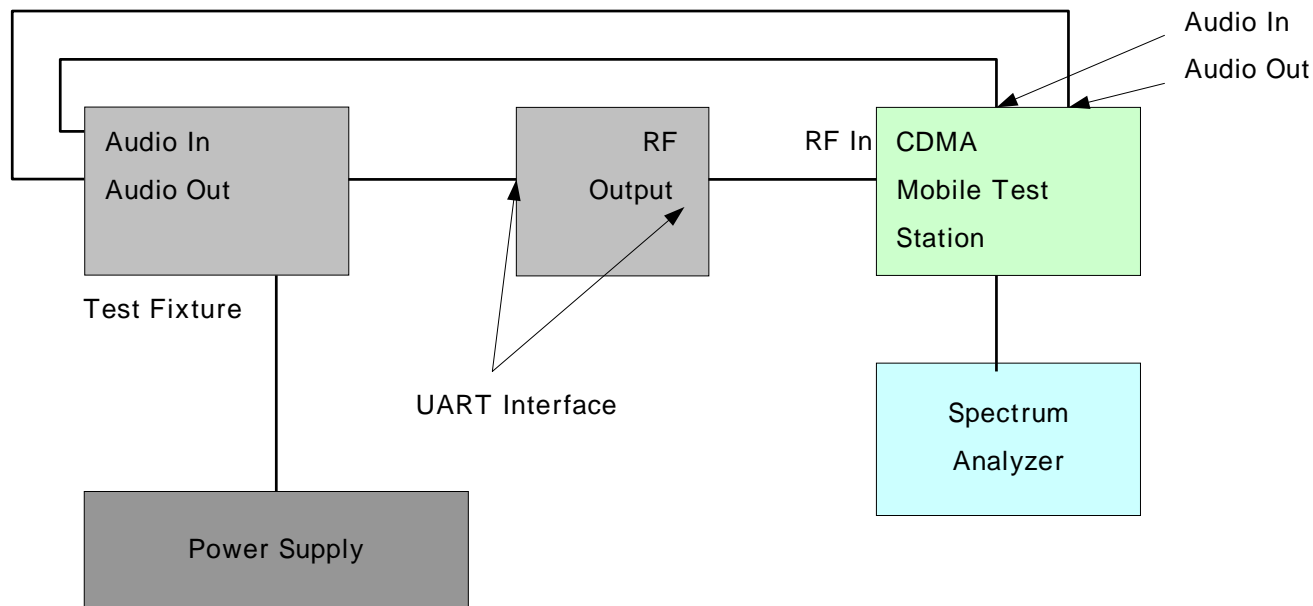 Audio In
Audio Out
Audio In
Audio Out
RF
Output
RF In
CDMA
Mobile Test
Station
Test Fixture
UART Interface
Spectrum
Analyzer
Power Supply